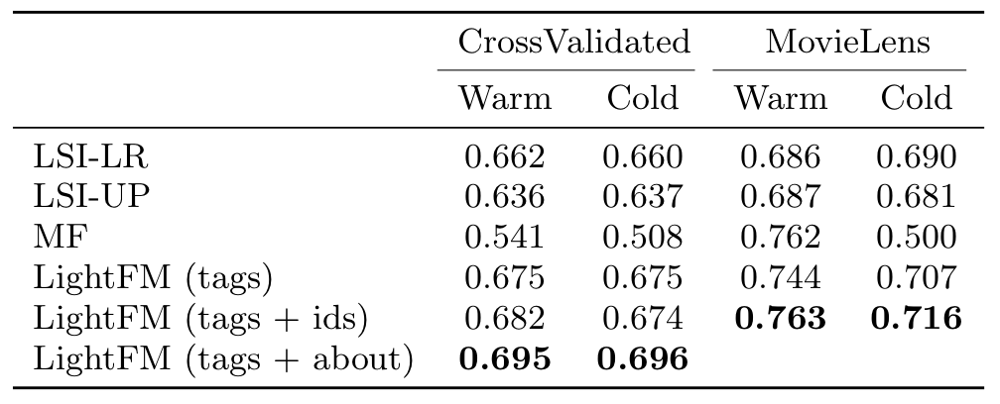 CrossValidated MovieLens
Warm Cold Warm Cold
LSI-LR 0.662 0.660 0.686 0.690
LSI-UP 0.636 0.637 0.687 0.681
MF 0.541 0.508 0.762 0.500
LightFM (tags) 0.675 0.675 0.744 0.707
LightFM (tags + ids) 0.682 0.674 0.763 0.716
LightFM (tags + about) 0.695 0.696